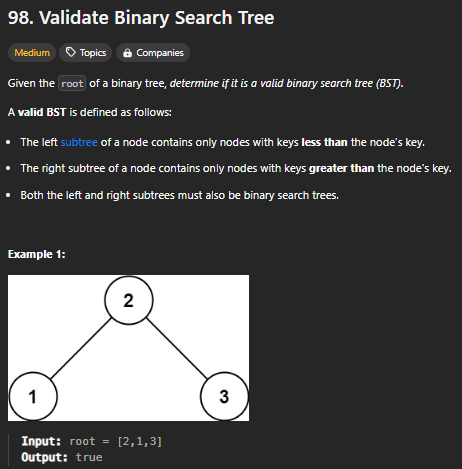 98. Validate Binary Search Tree
Medium Topics Companies
Given the root of a binary tree, determine if it is a valid binary search tree (BST).
A valid BST is defined as follows:
• The left subtree of a node contains only nodes with keys less than the node's key.
• The right subtree of a node contains only nodes with keys greater than the node's key.
• Both the left and right subtrees must also be binary search trees.
Example 1:
2
1 3
Input: root = [2,1,3]
Output: true